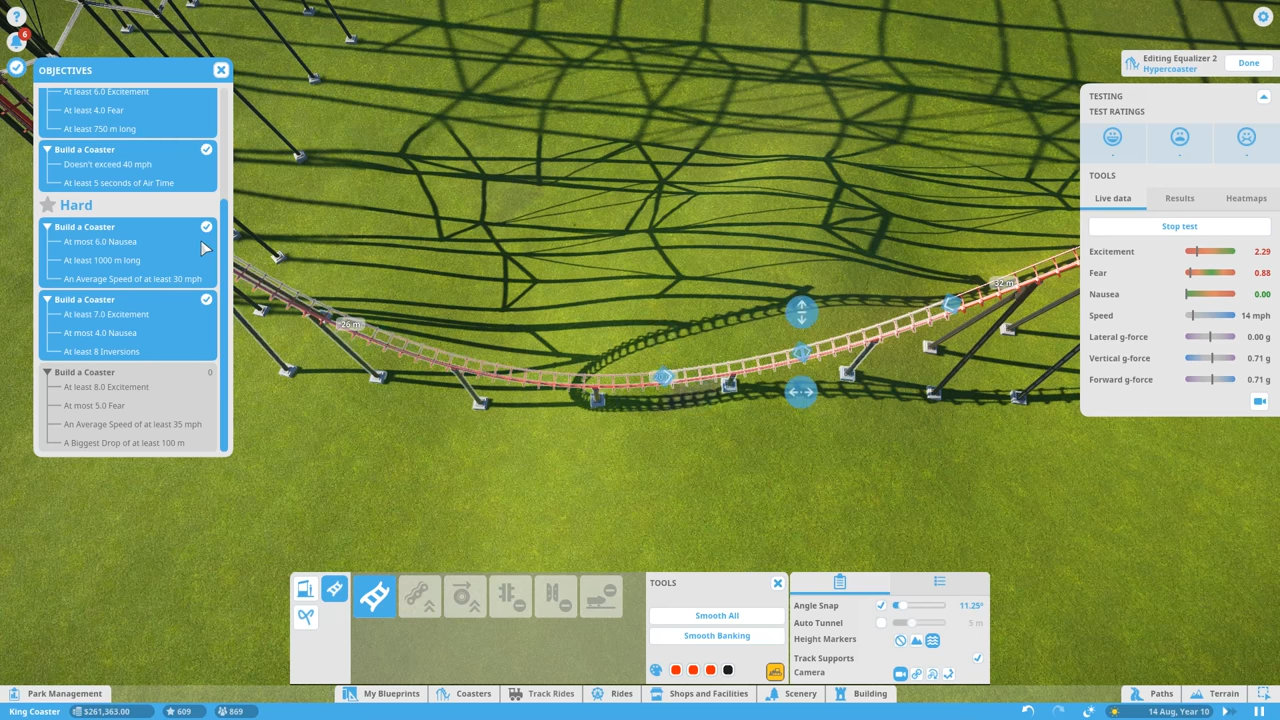 ?
6
OBJECTIVES
At least 6.0 Excitement
At least 4.0 Fear
At least 750 m long
Build a Coaster
Doesn't exceed 40 mph
At least 5 seconds of Air Time
Hard
Build a Coaster
At most 6.0 Nausea
At least 1000 m long
An Average Speed of at least 30 mph
Build a Coaster
At least 7.0 Excitement
At most 4.0 Nausea
At least 8 Inversions
Build a Coaster 0
At least 8.0 Excitement
At most 5.0 Fear
An Average Speed of at least 35 mph
A Biggest Drop of at least 100 m
26 m
32 m
Editing Equalizer 2
Hypercoaster
Done
TESTING
TEST RATINGS
- - -
TOOLS
Live data Results Heatmaps
Stop test
Excitement 2.29
Fear 0.88
Nausea 0.00
Speed 14 mph
Lateral g-force 0.00 g
Vertical g-force 0.71 g
Forward g-force 0.71 g
TOOLS
Smooth All
Smooth Banking
Angle Snap 11.25°
Auto Tunnel 3 m
Height Markers
Track Supports
Camera
Park Management My Blueprints Coasters Track Rides Rides Shops and Facilities Scenery Building Paths Terrain
King Coaster $261,363.00 609 869 14 Aug, Year 10